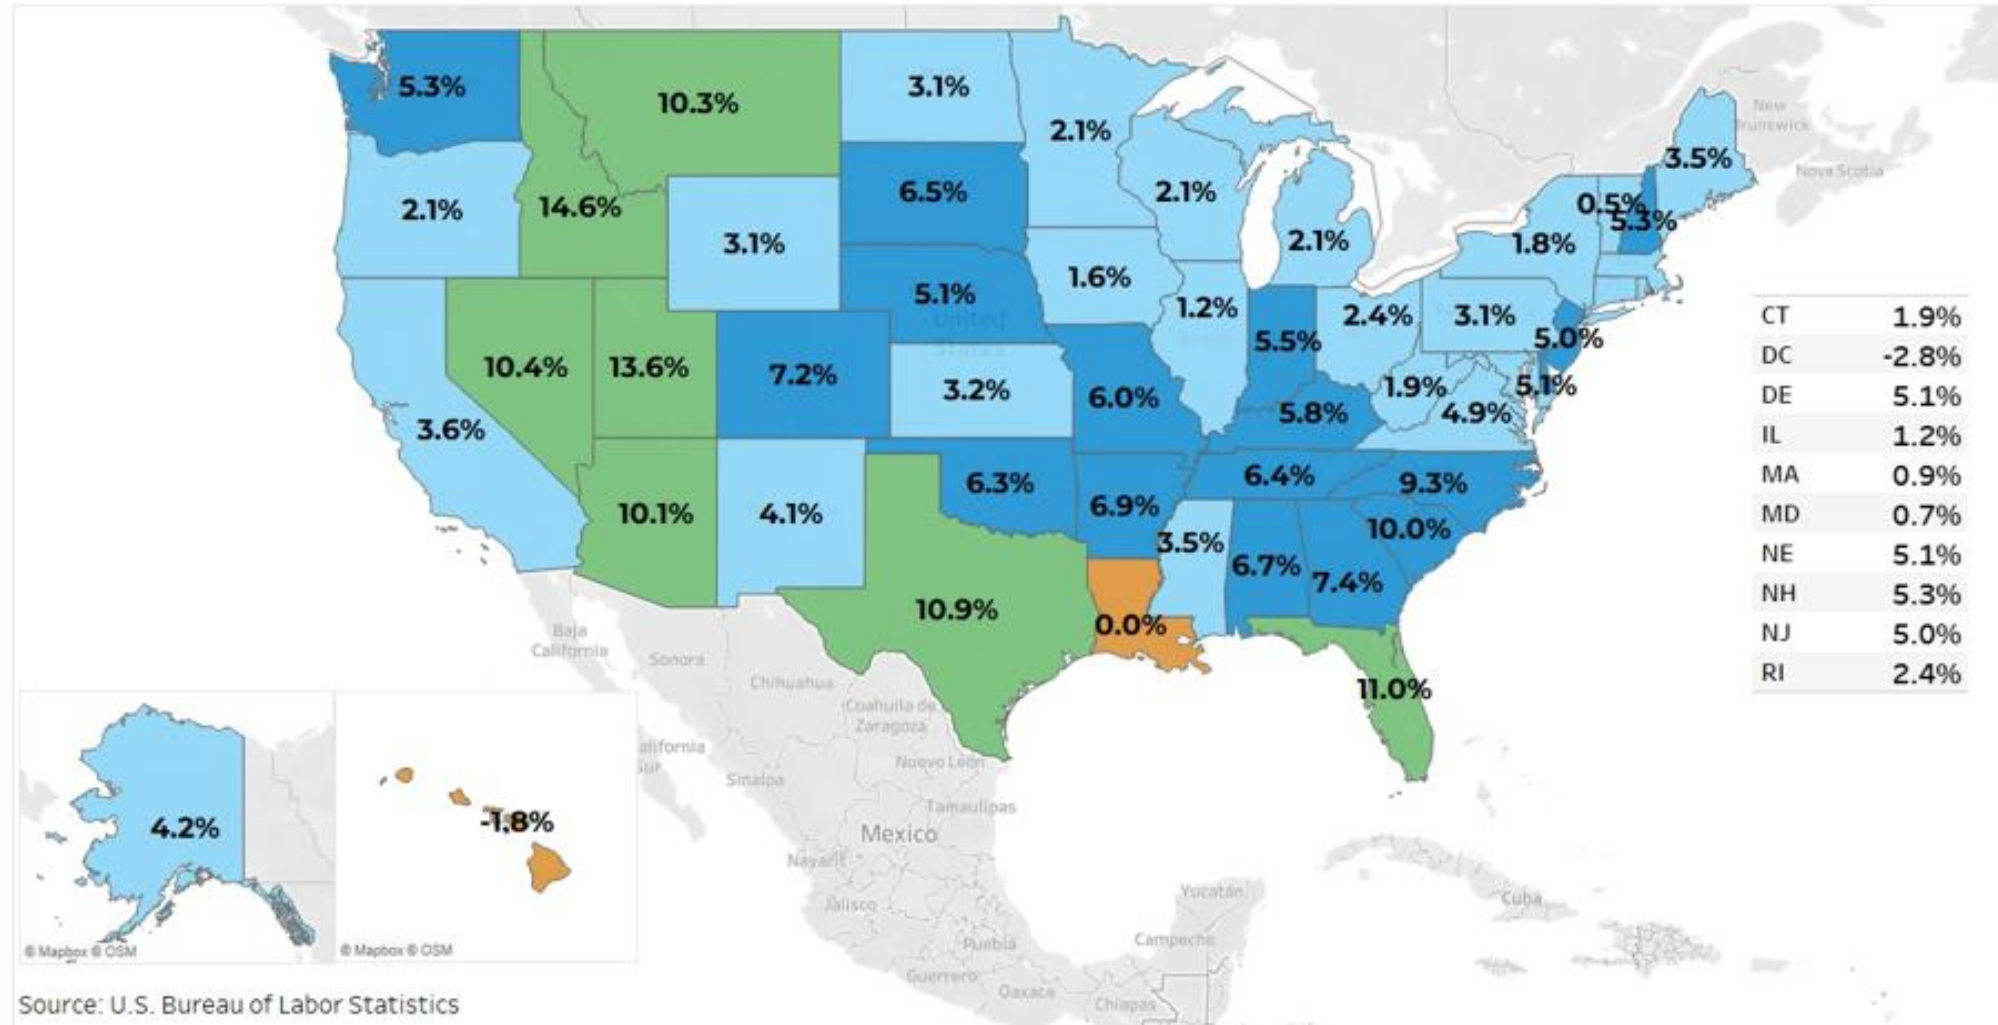 5.3%
10.3%
3.1%
2.1%
3.5%
New
Brunswick
Nova Scotia
2.1%
14.6%
3.1%
6.5%
2.1%
2.1%
0.5%
5.3%
1.8%
5.1%
United
States
1.6%
1.2%
5.5%
2.4%
3.1%
5.0%
10.4%
13.6%
7.2%
3.2%
6.0%
5.8%
1.9%
4.9%
5.1%
3.6%
10.1%
4.1%
6.3%
6.9%
6.4%
9.3%
10.0%
3.5%
6.7%
7.4%
10.9%
0.0%
11.0%
CT 1.9%
DC -2.8%
DE 5.1%
IL 1.2%
MA 0.9%
MD 0.7%
NE 5.1%
NH 5.3%
NJ 5.0%
RI 2.4%
Baja
California
Sonora
Chihuahua
Coahuila de
Zaragoza
Nuevo León
Sinaloa
Tamaulipas
Mexico
Nayarit
Jalisco
Puebla
Guerrero
Oaxaca
Chiapas
Campeche
Yucatán
Cuba
alifornia
Sur
4.2%
-1.8%
© Mapbox © OSM
© Mapbox © OSM
Source: U.S. Bureau of Labor Statistics